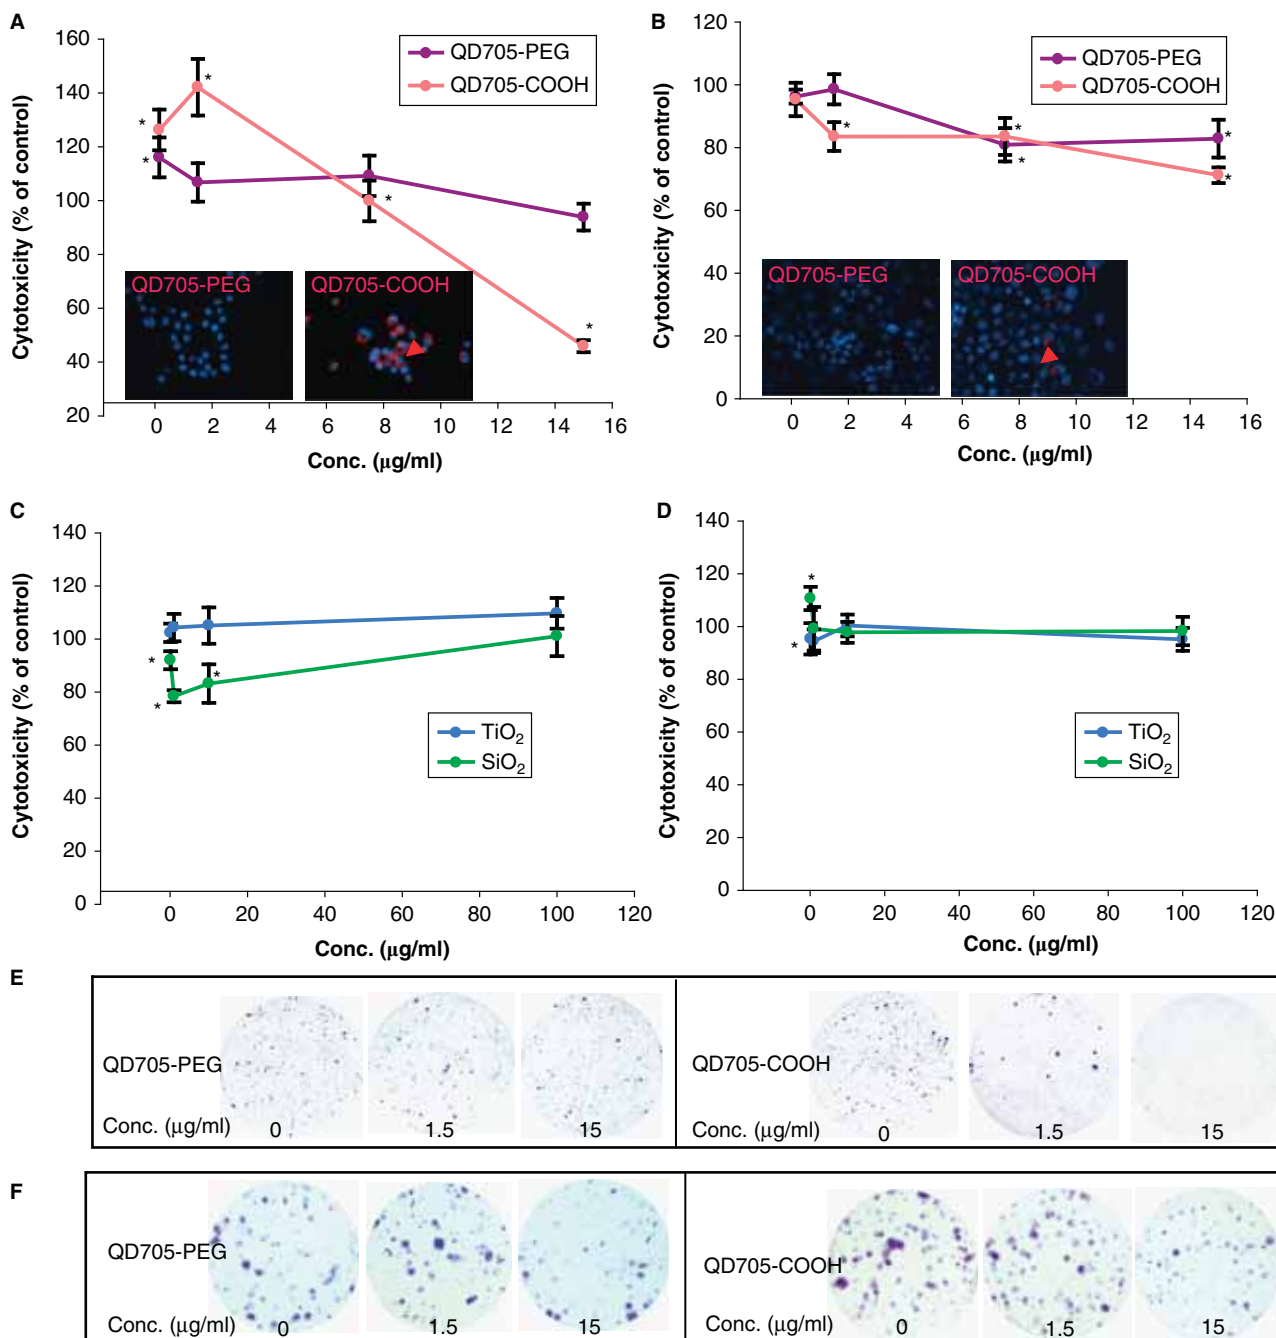 A
Cytotoxicity (% of control)
160
140
120
100
80
60
40
20
QD705-PEG
QD705-COOH
*
*
*
*
*
QD705-PEG
QD705-COOH
0 2 4 6 8 10 12 14 16
Conc. (µg/ml)
B
Cytotoxicity (% of control)
120
100
80
60
40
20
0
QD705-PEG
QD705-COOH
*
*
*
*
*
QD705-PEG
QD705-COOH
0 2 4 6 8 10 12 14 16
Conc. (µg/ml)
C
Cytotoxicity (% of control)
140
120
100
80
60
40
20
0
*
*
*
TiO₂
SiO₂
0 20 40 60 80 100 120
Conc. (µg/ml)
D
Cytotoxicity (% of control)
140
120
100
80
60
40
20
0
*
*
TiO₂
SiO₂
0 20 40 60 80 100 120
Conc. (µg/ml)
E
QD705-PEG
Conc. (µg/ml) 0 1.5 15
QD705-COOH
Conc. (µg/ml) 0 1.5 15
F
QD705-PEG
Conc. (µg/ml) 0 1.5 15
QD705-COOH
Conc. (µg/ml) 0 1.5 15